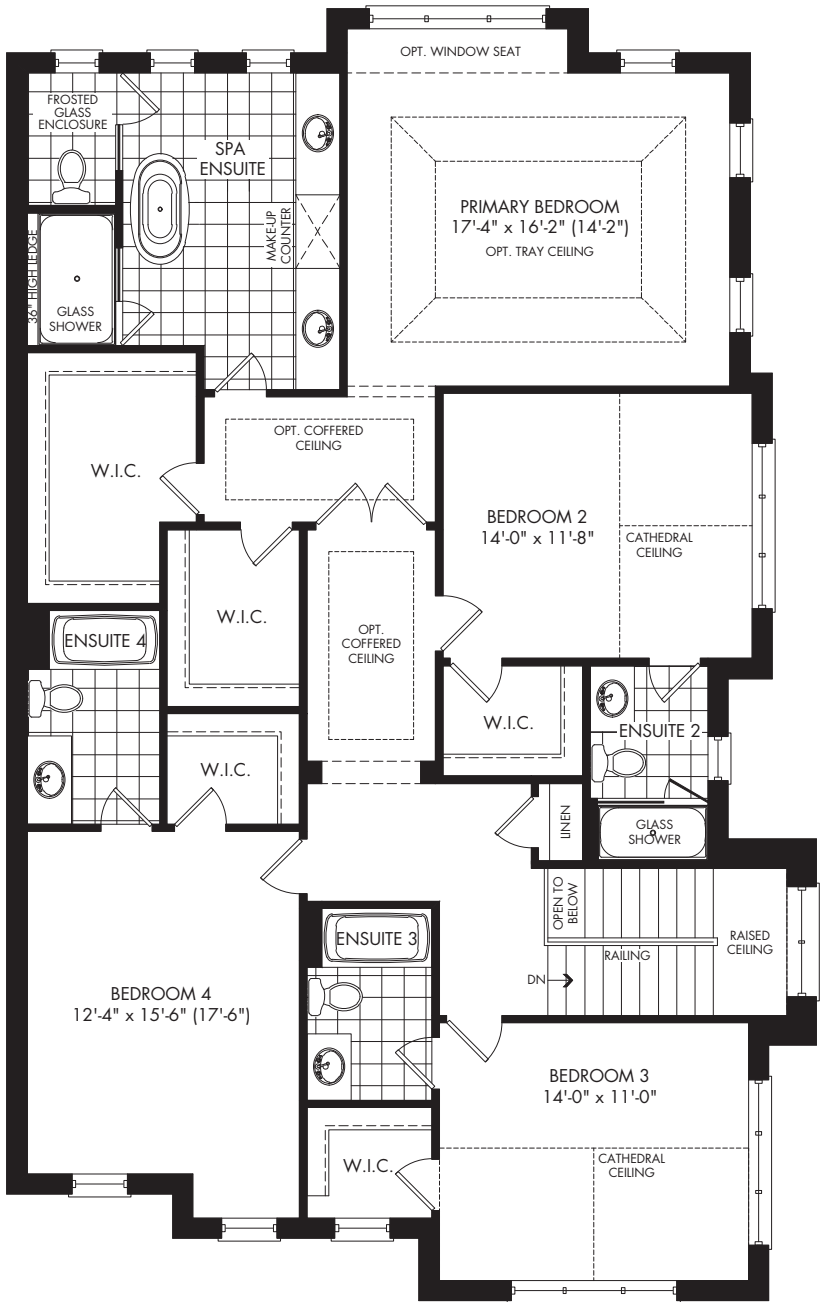 OPT. WINDOW SEAT
FROSTED
GLASS
ENCLOSURE
SPA
ENSUITE
MAKE-UP
COUNTER
PRIMARY BEDROOM
17'-4" x 16'-2" (14'-2")
OPT. TRAY CEILING
36" HIGH LEDGE
GLASS
SHOWER
OPT. COFFERED
CEILING
W.I.C.
BEDROOM 2
14'-0" x 11'-8"
CATHEDRAL
CEILING
W.I.C.
OPT.
COFFERED
CEILING
ENSUITE 4
W.I.C.
ENSUITE 2
W.I.C.
LINEN
GLASS
SHOWER
OPEN TO
BELOW
RAILING
RAISED
CEILING
DN
ENSUITE 3
BEDROOM 4
12'-4" x 15'-6" (17'-6")
BEDROOM 3
14'-0" x 11'-0"
CATHEDRAL
CEILING
W.I.C.